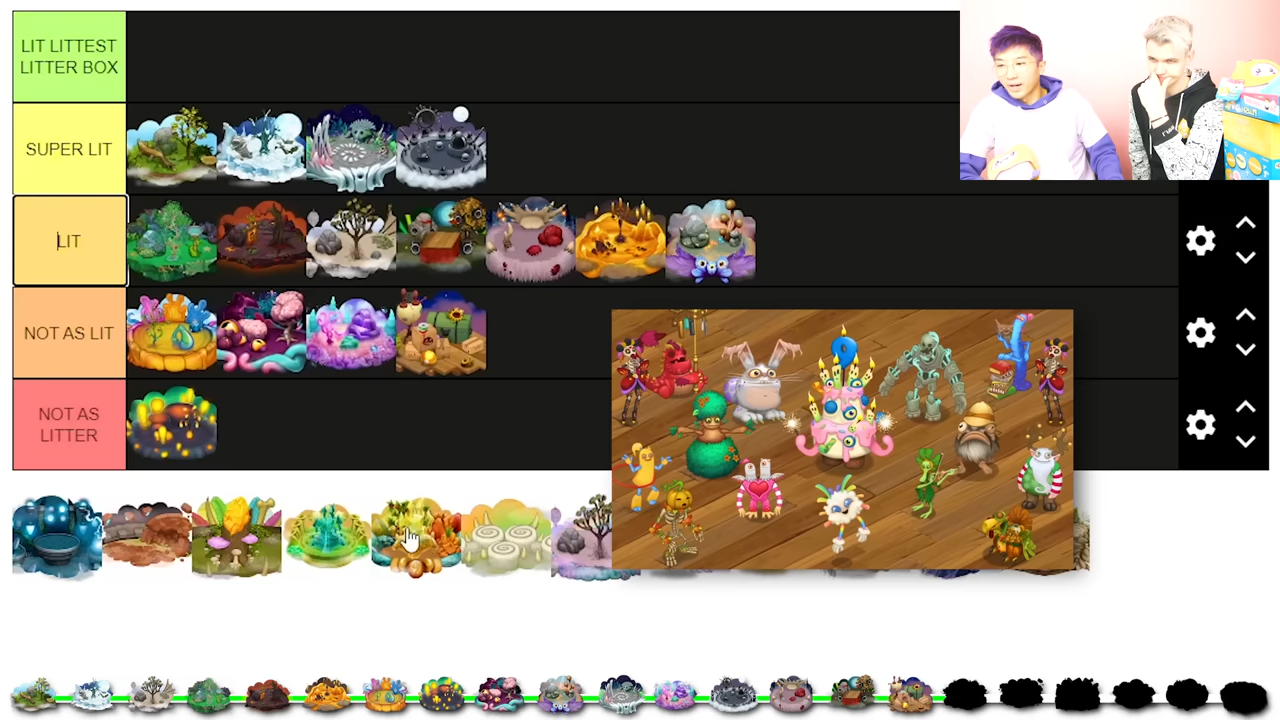 LIT LITTEST
LITTER BOX
SUPER LIT
LIT
NOT AS LIT
NOT AS
LITTER